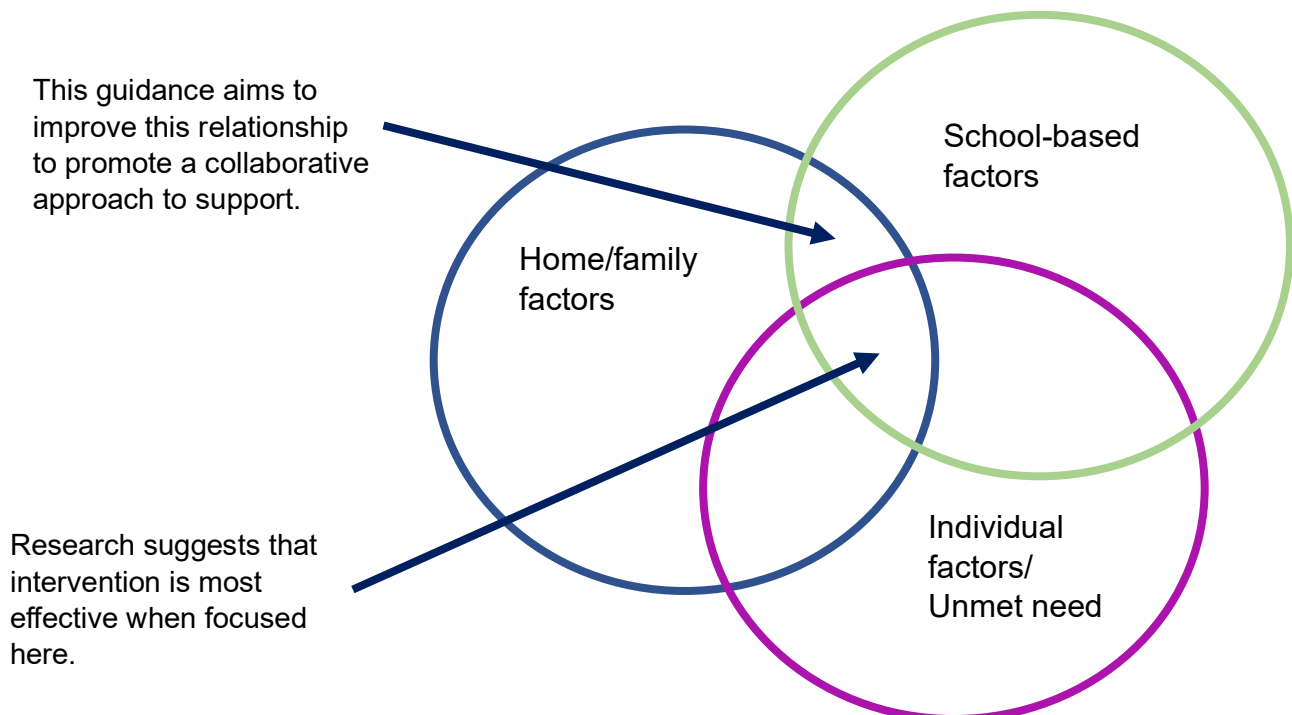 This guidance aims to
improve this relationship
to promote a collaborative
approach to support.
School-based
factors
Home/family
factors
Research suggests that
intervention is most
effective when focused
here.
Individual
factors/
Unmet need